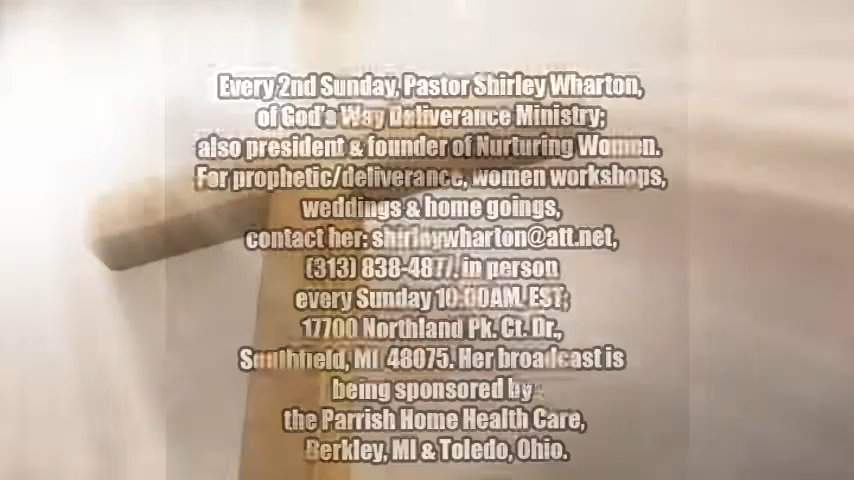 Every 2nd Sunday, Pastor Shirley Wharton,
of God's Way Deliverance Ministry;
also president & founder of Nurturing Women.
For prophetic/deliverance, women workshops,
weddings & home goings,
contact her: shirleywharton@att.net,
(313) 838-4877. in person
every Sunday 10:00AM EST;
17700 Northland Pk. Ct. Dr.,
Southfield, MI 48075. Her broadcast is
being sponsored by
the Parrish Home Health Care,
Berkley, MI & Toledo, Ohio.